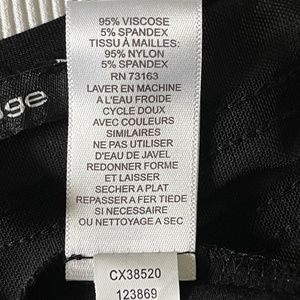 95% VISCOSE
5% SPANDEX
TISSU À MAILLES:
95% NYLON
5% SPANDEX
RN 73163
LAVER EN MACHINE
A L'EAU FROIDE
CYCLE DOUX
AVEC COULEURS
SIMILAIRES
NE PAS UTILISER
D'EAU DE JAVEL
REDONNER FORME
ET LAISSER
SECHER A PLAT
REPASSER A FER TIEDE
SI NECESSAIRE
OU NETTOYAGE A SEC
CX38520
123869